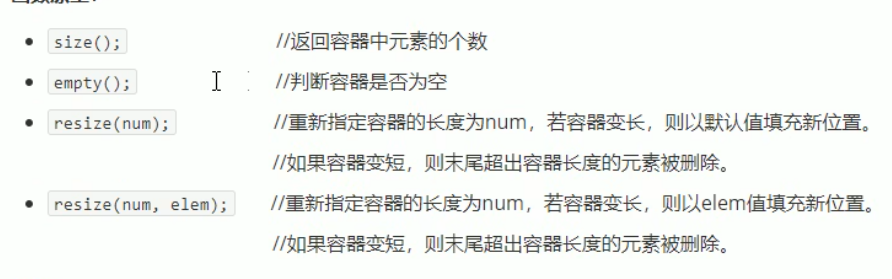 size(); //返回容器中元素的个数
empty(); //判断容器是否为空
resize(num); //重新指定容器的长度为num，若容器变长，则以默认值填充新位置。
//如果容器变短，则末尾超出容器长度的元素被删除。
resize(num, elem); //重新指定容器的长度为num，若容器变长，则以elem值填充新位置。
//如果容器变短，则末尾超出容器长度的元素被删除。